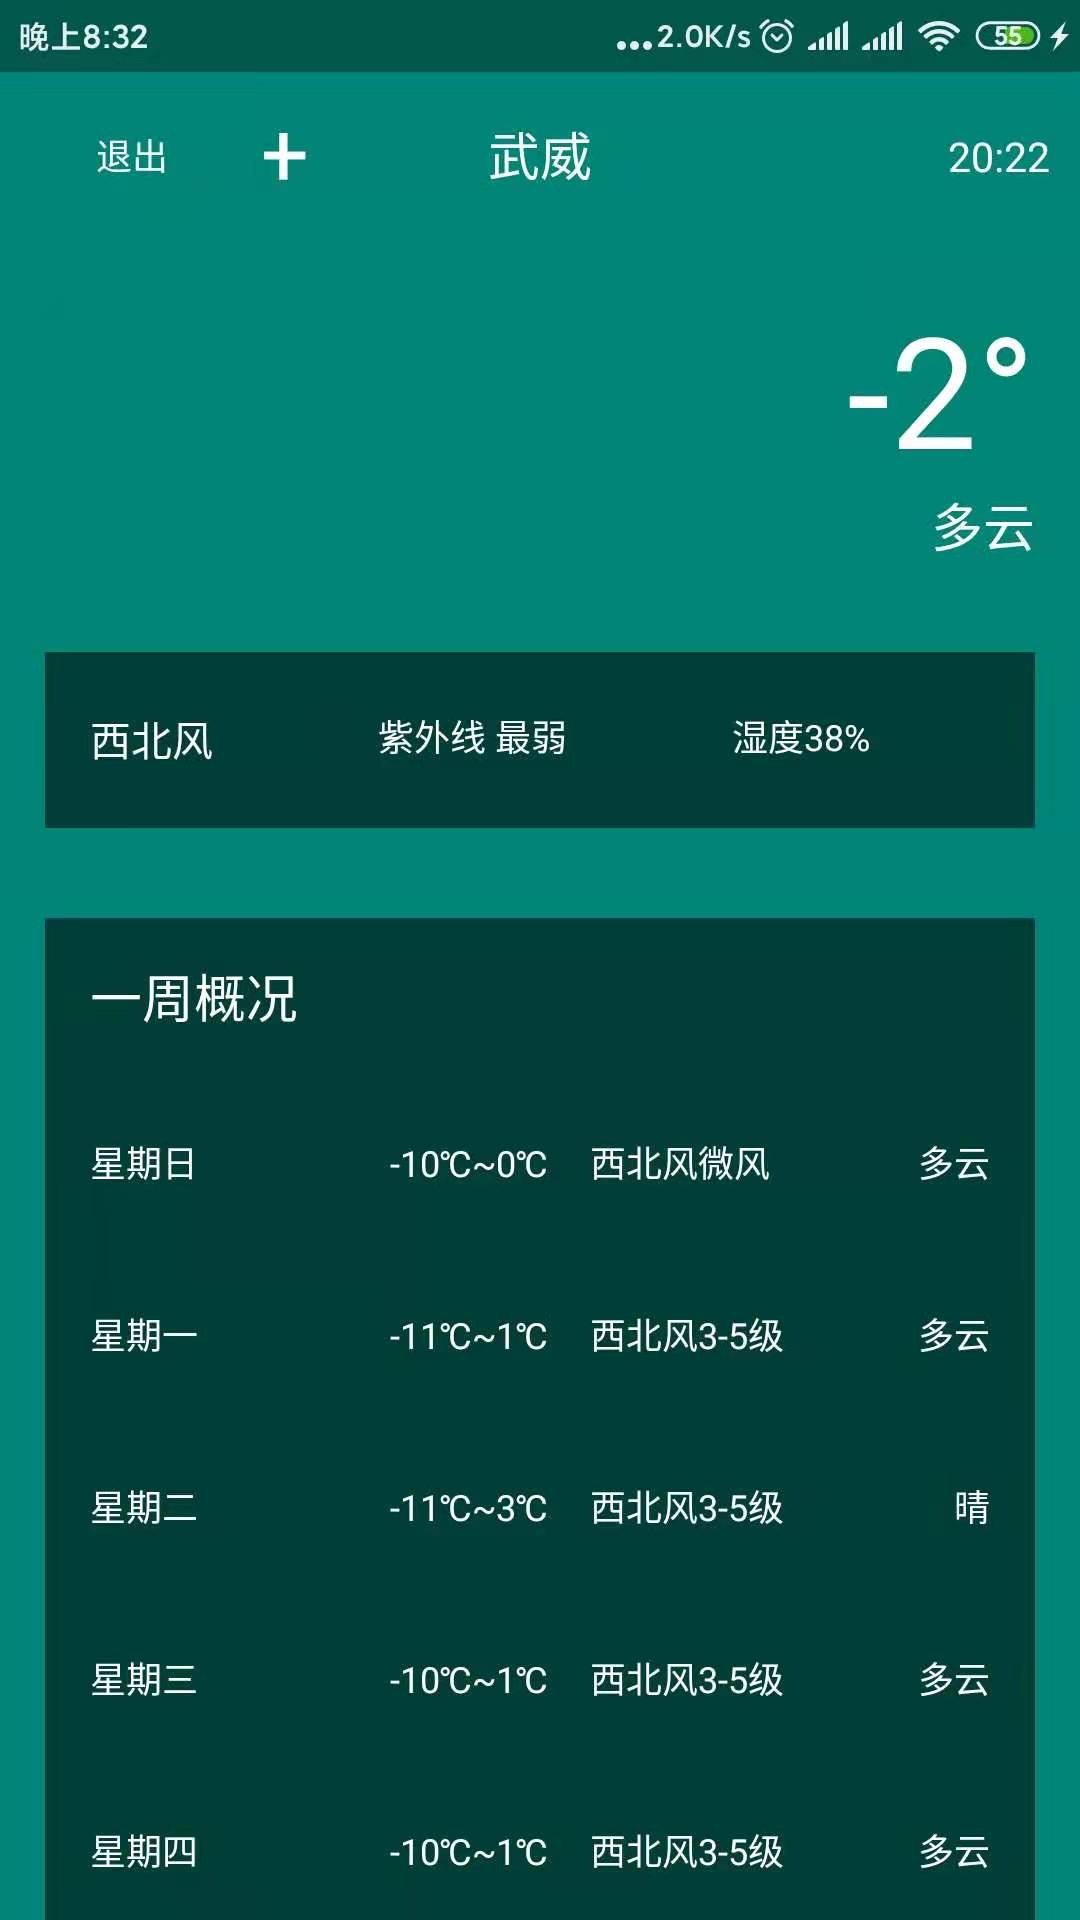 晚上8:32 ...2.0K/s 55
退出 + 武威 20:22
-2°
多云
西北风 紫外线 最弱 湿度38%
一周概况
星期日 -10℃~0℃ 西北风微风 多云
星期一 -11℃~1℃ 西北风3-5级 多云
星期二 -11℃~3℃ 西北风3-5级 晴
星期三 -10℃~1℃ 西北风3-5级 多云
星期四 -10℃~1℃ 西北风3-5级 多云